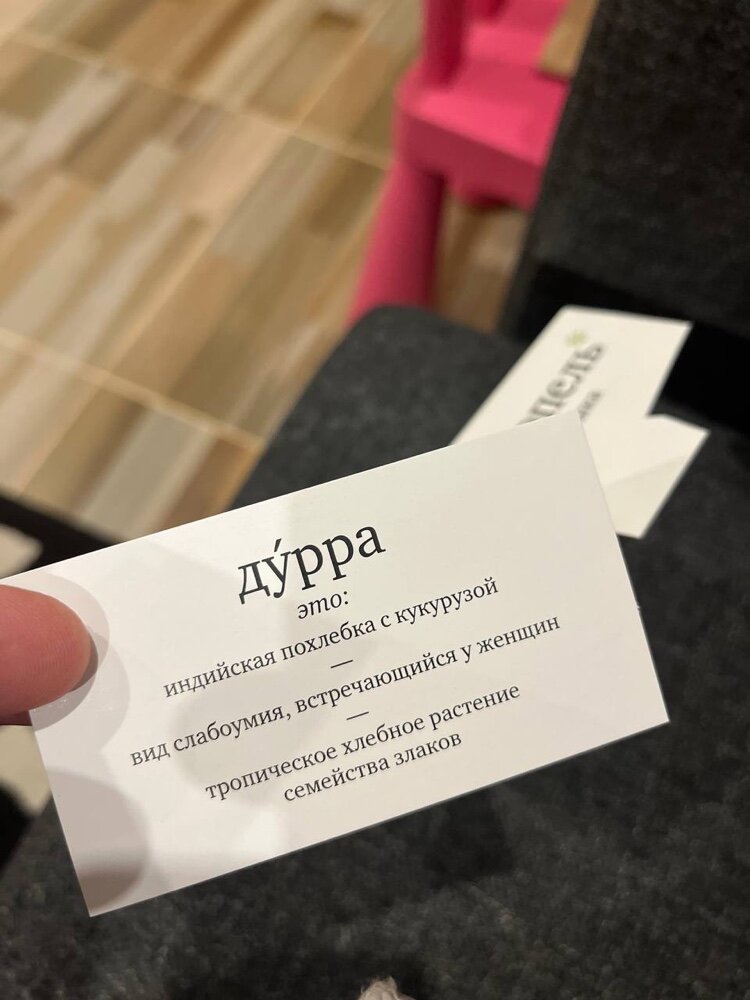 ду́рра
это:
индийская похлебка с кукурузой
—
вид слабоумия, встречающийся у женщин
—
тропическое хлебное растение
семейства злаков